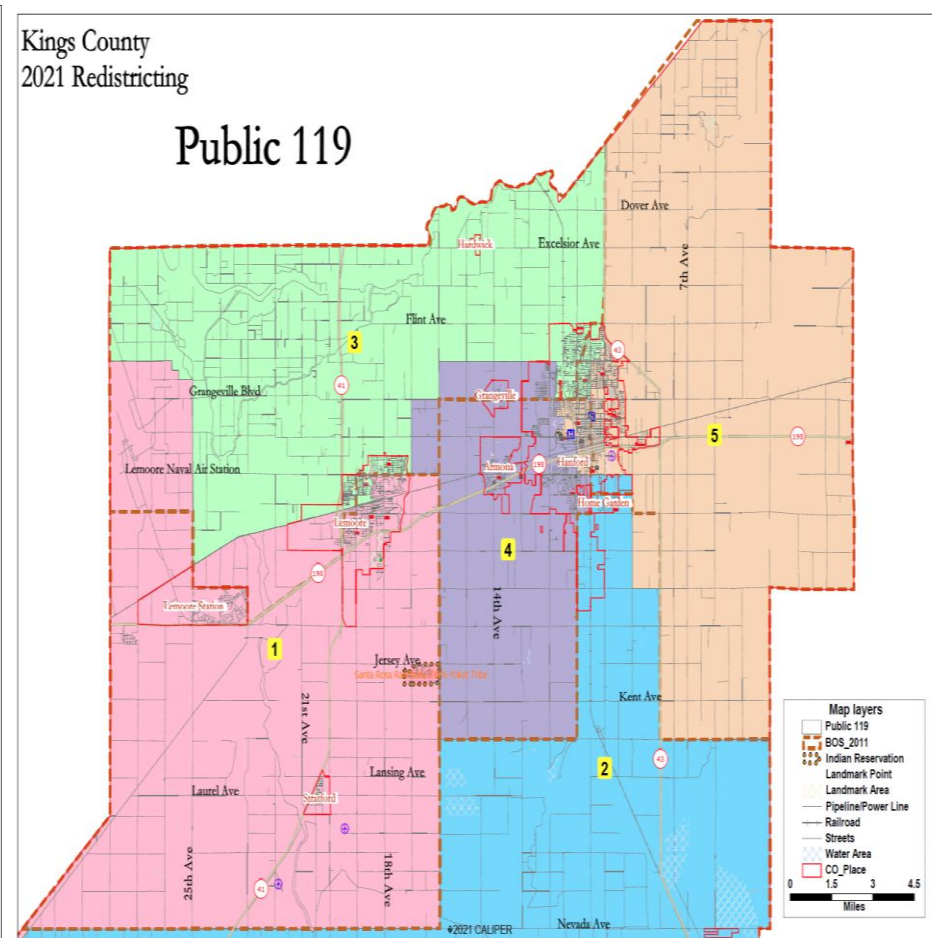 Kings County
2021 Redistricting
Public 119
Dover Ave
Hardwick
Excelsior Ave
7th Ave
Flint Ave
3
43
41
Grangeville Blvd
Grangeville
5
198
Lemoore Naval Air Station
Armona
198
Hanford
Home Garden
Lemoore
4
198
Lemoore Station
14th Ave
1
Jersey Ave
Santa Rosa
Tribe
Kent Ave
21st Ave
43
2
Lansing Ave
Laurel Ave
Stratford
25th Ave
18th Ave
41
Nevada Ave
©2021 CALIPER
Map layers
Public 119
BOS_2011
Indian Reservation
Landmark Point
Landmark Area
Pipeline/Power Line
Railroad
Streets
Water Area
CO_Place
0 1.5 3 4.5
Miles